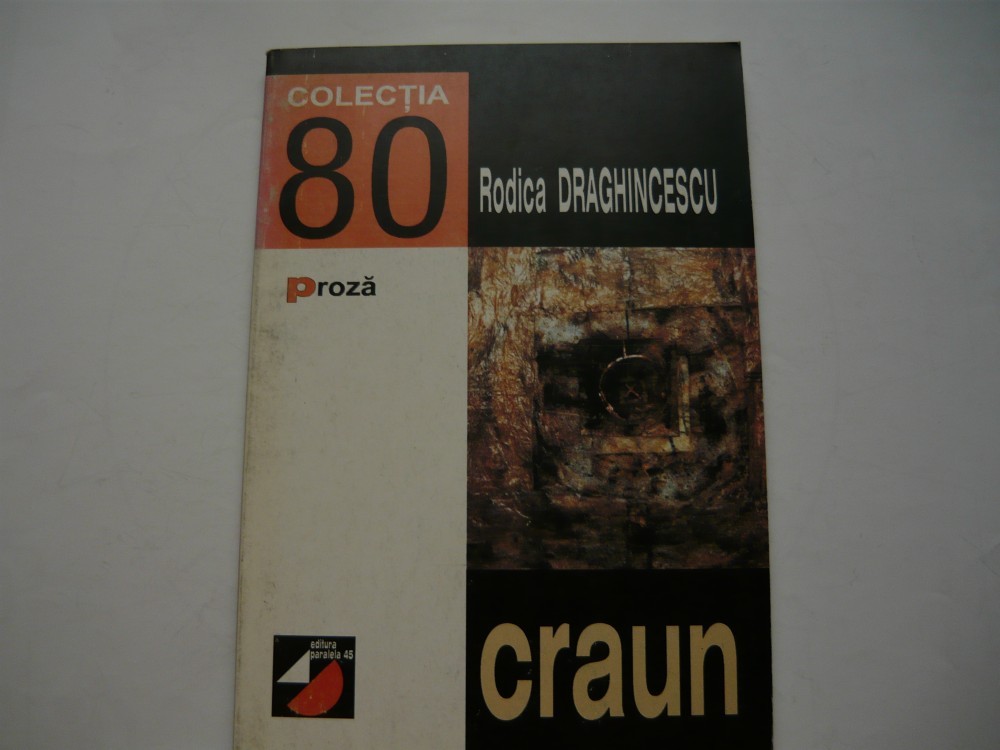 COLECȚIA
80
Rodica DRAGHINCESCU
proză
editura
paralela 45
craun